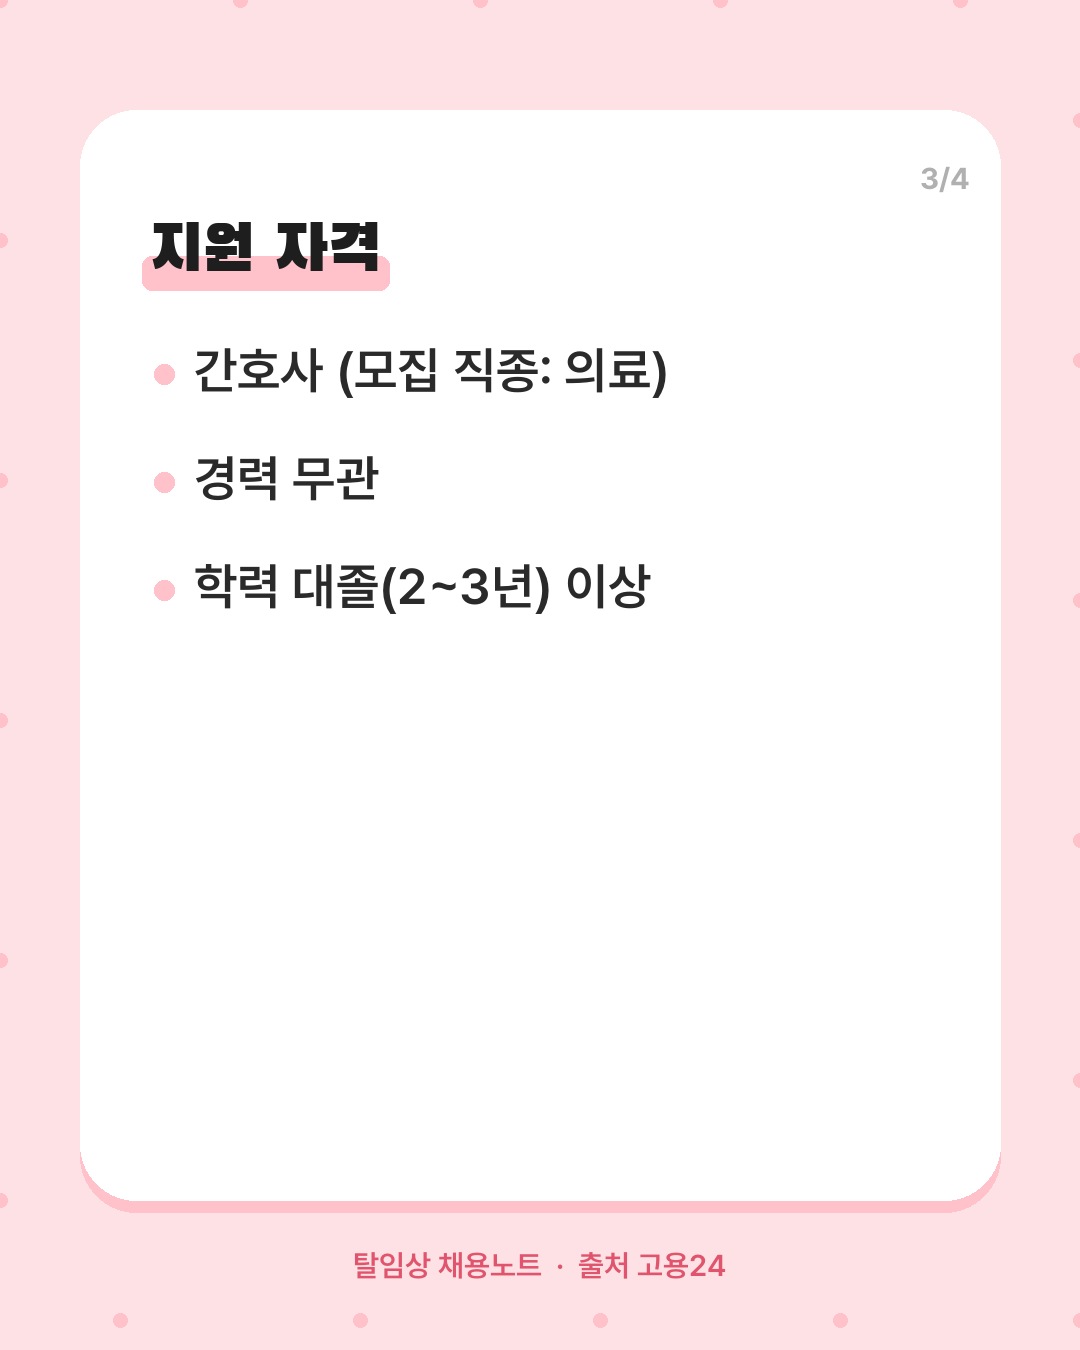 3/4
지원 자격
간호사 (모집 직종: 의료)
경력 무관
학력 대졸(2~3년) 이상
탈임상 채용노트 · 출처 고용24